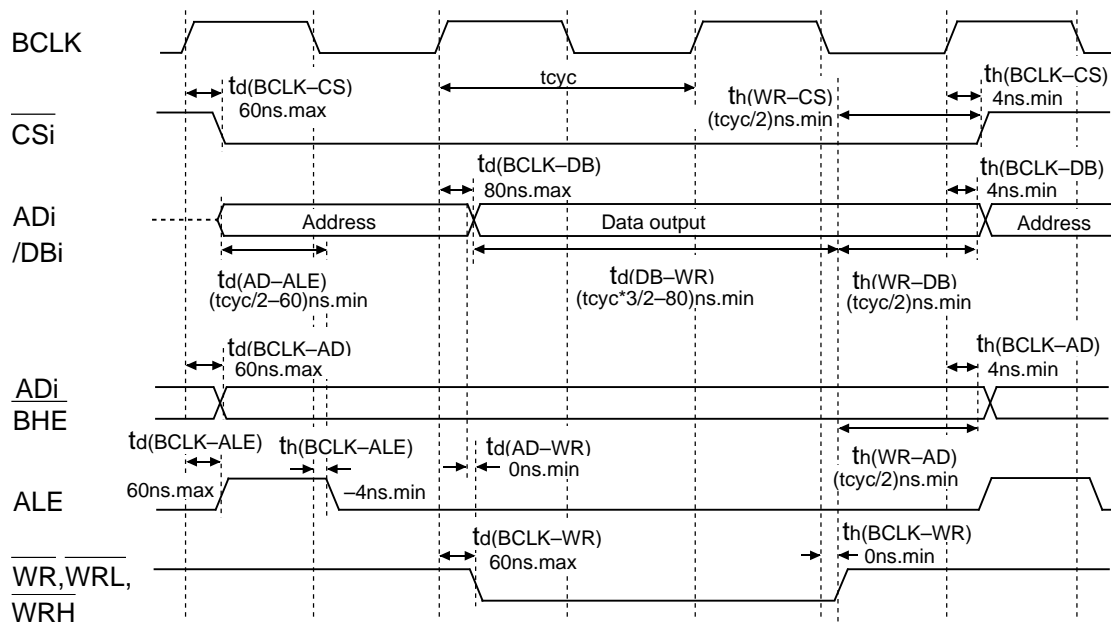 BCLK
td(BCLK–CS)
60ns.max
tcyc
th(WR–CS)
(tcyc/2)ns.min
th(BCLK–CS)
4ns.min
CSi
td(BCLK–DB)
80ns.max
th(BCLK–DB)
4ns.min
ADi
/DBi
Address
Data output
Address
td(AD–ALE)
(tcyc/2–60)ns.min
td(DB–WR)
(tcyc*3/2–80)ns.min
th(WR–DB)
(tcyc/2)ns.min
td(BCLK–AD)
60ns.max
th(BCLK–AD)
4ns.min
ADi
BHE
td(BCLK–ALE)
60ns.max
th(BCLK–ALE)
–4ns.min
td(AD–WR)
0ns.min
th(WR–AD)
(tcyc/2)ns.min
ALE
td(BCLK–WR)
60ns.max
th(BCLK–WR)
0ns.min
WR,WRL,
WRH